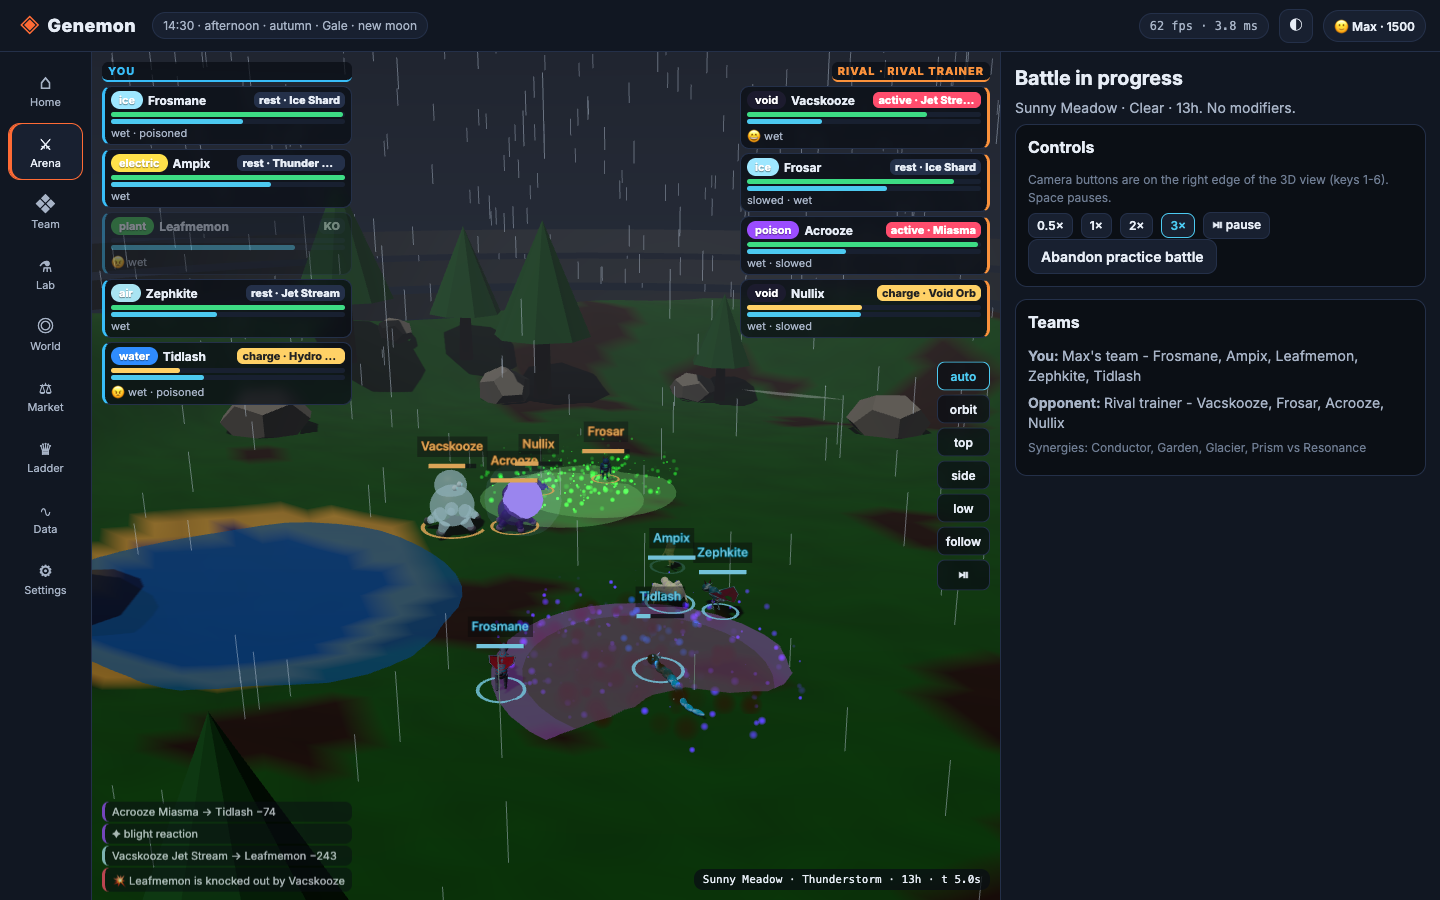 Genemon
14:30 · afternoon · autumn · Gale · new moon
62 fps · 3.8 ms
Max · 1500
Home
Arena
Team
Lab
World
Market
Ladder
Data
Settings
YOU
ice Frosmane rest · Ice Shard
wet · poisoned
electric Ampix rest · Thunder ...
wet
plant Leafmemon KO
wet
air Zephkite rest · Jet Stream
wet
water Tidlash charge · Hydro ...
wet · poisoned
RIVAL · RIVAL TRAINER
void Vacskooze active · Jet Stre...
wet
ice Frosar rest · Ice Shard
slowed · wet
poison Acrooze active · Miasma
wet · slowed
void Nullix charge · Void Orb
wet · slowed
auto
orbit
top
side
low
follow
Frosar
Nullix
Vacskooze
Acrooze
Ampix
Zephkite
Tidlash
Frosmane
Acrooze Miasma → Tidlash −74
✦ blight reaction
Vacskooze Jet Stream → Leafmemon −243
Leafmemon is knocked out by Vacskooze
Sunny Meadow · Thunderstorm · 13h · t 5.0s
Battle in progress
Sunny Meadow · Clear · 13h. No modifiers.
Controls
Camera buttons are on the right edge of the 3D view (keys 1-6).
Space pauses.
0.5× 1× 2× 3× pause
Abandon practice battle
Teams
You: Max's team - Frosmane, Ampix, Leafmemon,
Zephkite, Tidlash
Opponent: Rival trainer - Vacskooze, Frosar, Acrooze,
Nullix
Synergies: Conductor, Garden, Glacier, Prism vs Resonance